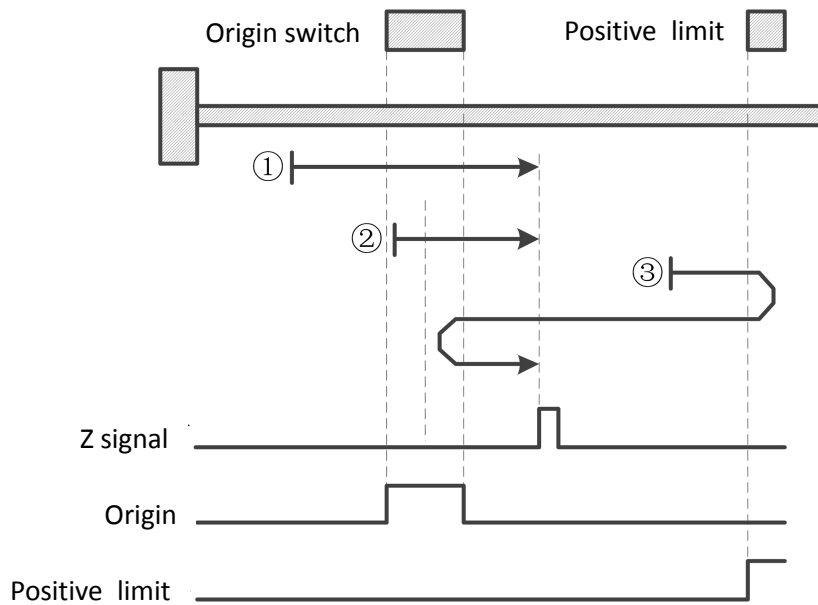 Origin switch
Positive limit
①
②
③
Z signal
Origin
Positive limit